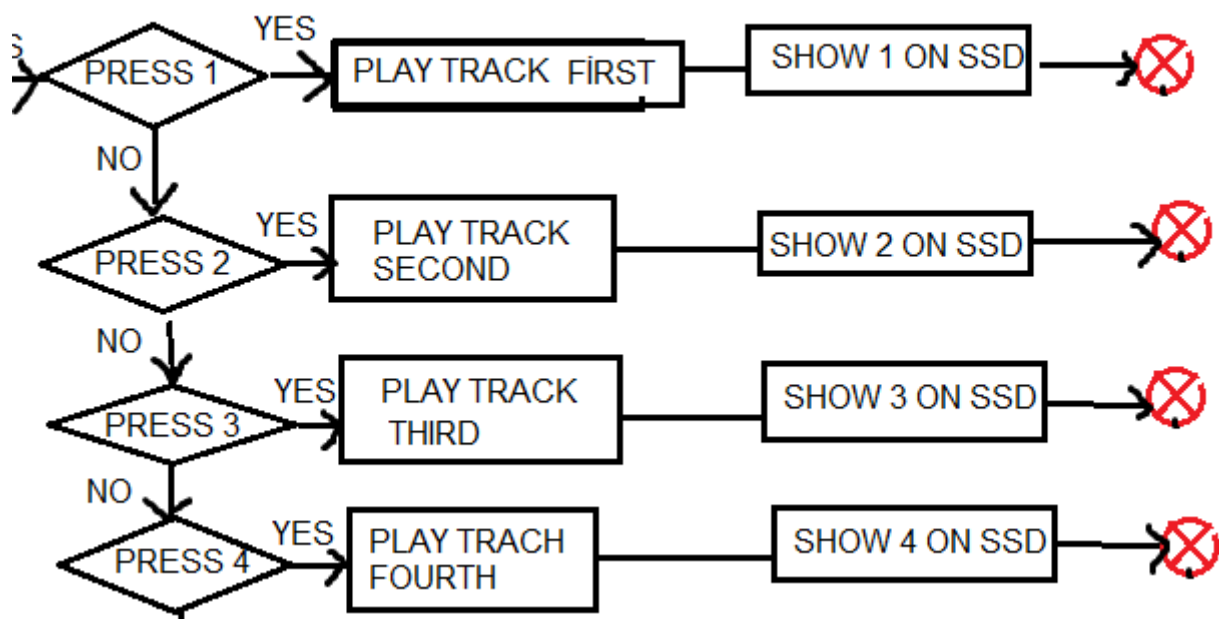 YES
PRESS 1
PLAY TRACK FİRST
SHOW 1 ON SSD
NO
YES
PRESS 2
PLAY TRACK
SECOND
SHOW 2 ON SSD
NO
YES
PRESS 3
PLAY TRACK
THIRD
SHOW 3 ON SSD
NO
YES
PRESS 4
PLAY TRACH
FOURTH
SHOW 4 ON SSD